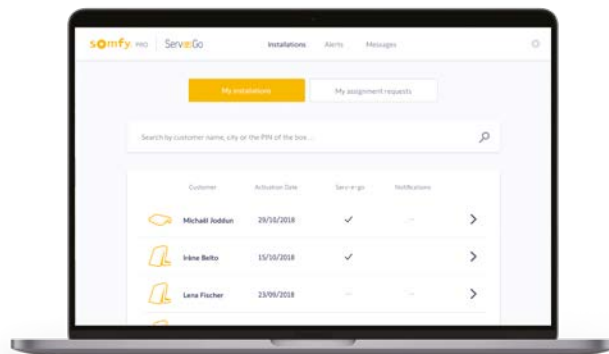 somfy. PRO Serv-e-Go Installations Alerts Messages
My installations My assignment requests
Search by customer name, city or the PIN of the box ...
Customer Activation Date Serv-e-go Notifications
Michaël Joddun 29/10/2018
Irène Belto 15/10/2018
Lena Fischer 23/09/2018